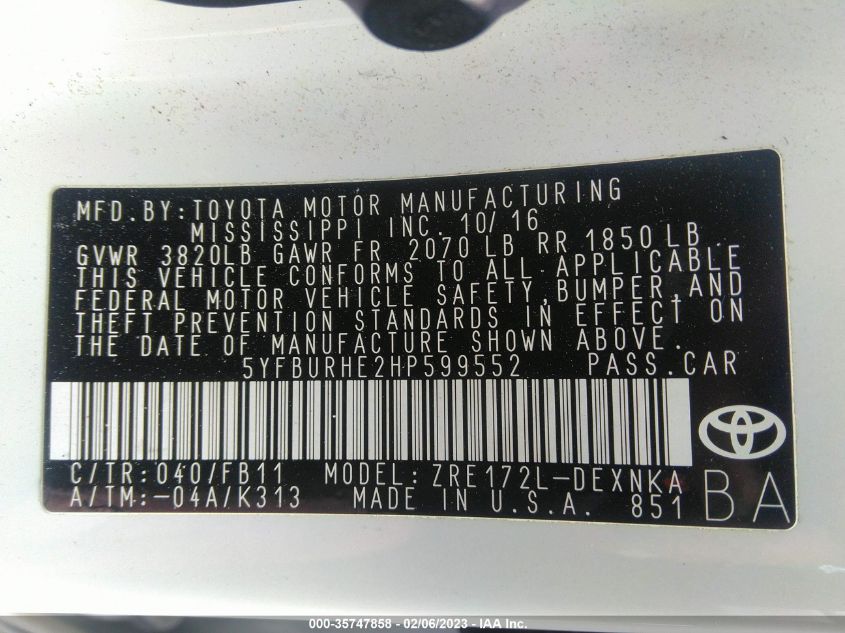 MFD.BY:TOYOTA MOTOR MANUFACTURING
MISSISSIPPI INC. 10/16
GVWR 3820LB GAWR FR 2070 LB RR 1850LB
THIS VEHICLE CONFORMS TO ALL APPLICABLE
FEDERAL MOTOR VEHICLE SAFETY,BUMPER,AND
THEFT PREVENTION STANDARDS IN EFFECT ON
THE DATE OF MANUFACTURE SHOWN ABOVE.
5YFBURHE2HP599552 PASS.CAR
C/TR:040/FB11 MODEL:ZRE172L-DEXNKA
A/TM:-04A/K313 MADE IN U.S.A. 851
BA
000-35747858 - 02/06/2023 - IAA Inc.